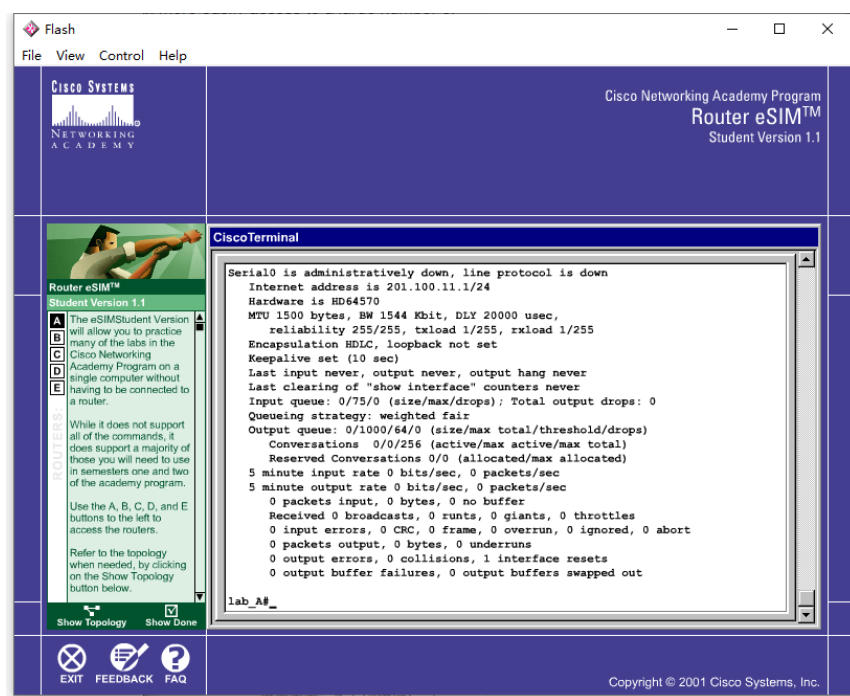 Flash
File View Control Help
CISCO SYSTEMS
NETWORKING
ACADEMY
Cisco Networking Academy Program
Router eSIM™
Student Version 1.1
Router eSIM™
Student Version 1.1
A
B
C
D
E
ROUTERS:
The eSIMStudent Version
will allow you to practice
many of the labs in the
Cisco Networking
Academy Program on a
single computer without
having to be connected to
a router.
While it does not support
all of the commands, it
does support a majority of
those you will need to use
in semesters one and two
of the academy program.
Use the A, B, C, D, and E
buttons to the left to
access the routers.
Refer to the topology
when needed, by clicking
on the Show Topology
button below.
Show Topology Show Done
CiscoTerminal
Serial0 is administratively down, line protocol is down
Internet address is 201.100.11.1/24
Hardware is HD64570
MTU 1500 bytes, BW 1544 Kbit, DLY 20000 usec,
reliability 255/255, txload 1/255, rxload 1/255
Encapsulation HDLC, loopback not set
Keepalive set (10 sec)
Last input never, output never, output hang never
Last clearing of "show interface" counters never
Input queue: 0/75/0 (size/max/drops); Total output drops: 0
Queueing strategy: weighted fair
Output queue: 0/1000/64/0 (size/max total/threshold/drops)
Conversations 0/0/256 (active/max active/max total)
Reserved Conversations 0/0 (allocated/max allocated)
5 minute input rate 0 bits/sec, 0 packets/sec
5 minute output rate 0 bits/sec, 0 packets/sec
0 packets input, 0 bytes, 0 no buffer
Received 0 broadcasts, 0 runts, 0 giants, 0 throttles
0 input errors, 0 CRC, 0 frame, 0 overrun, 0 ignored, 0 abort
0 packets output, 0 bytes, 0 underruns
0 output errors, 0 collisions, 1 interface resets
0 output buffer failures, 0 output buffers swapped out
lab_A#_
EXIT FEEDBACK FAQ
Copyright © 2001 Cisco Systems, Inc.